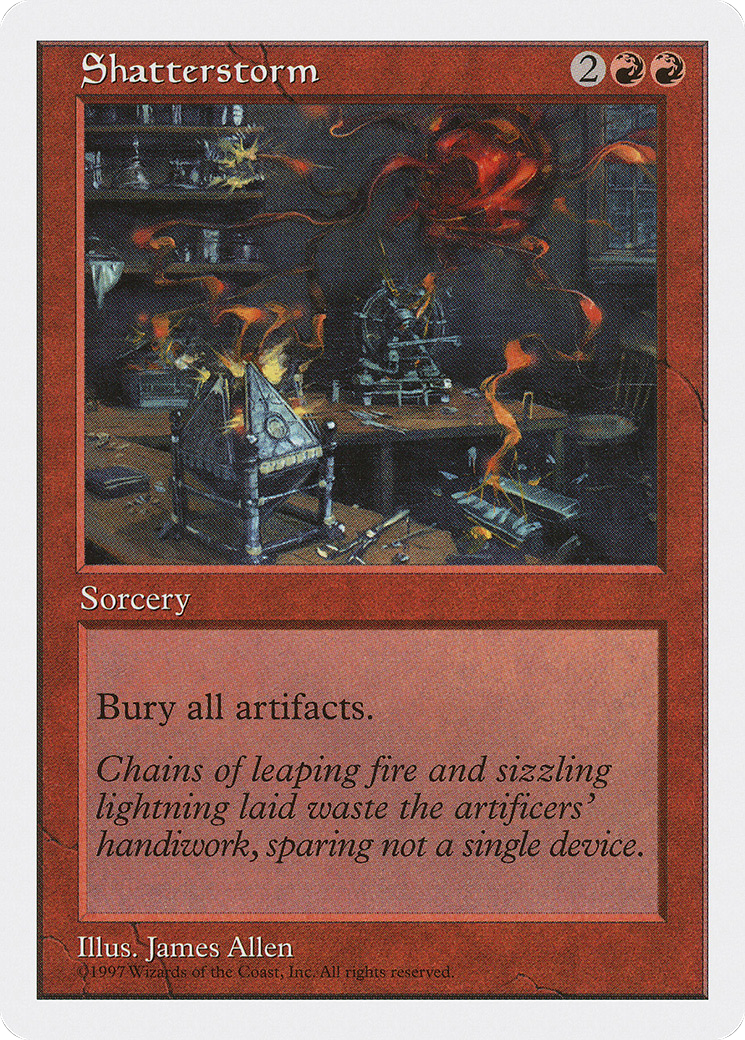 Shatterstorm 2
Sorcery
Bury all artifacts.
Chains of leaping fire and sizzling
lightning laid waste the artificers’
handiwork, sparing not a single device.
Illus. James Allen
©1997 Wizards of the Coast, Inc. All rights reserved.